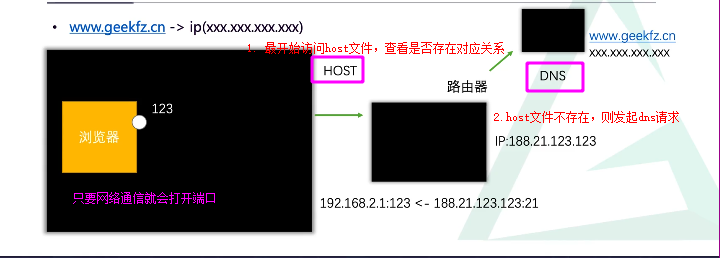 • www.geekfz.cn -> ip(xxx.xxx.xxx.xxx)
1. 最开始访问host文件，查看是否存在对应关系
www.geekfz.cn
xxx.xxx.xxx.xxx
HOST
DNS
路由器
123
浏览器
2.host文件不存在，则发起dns请求
IP:188.21.123.123
只要网络通信就会打开端口
192.168.2.1:123 <- 188.21.123.123:21